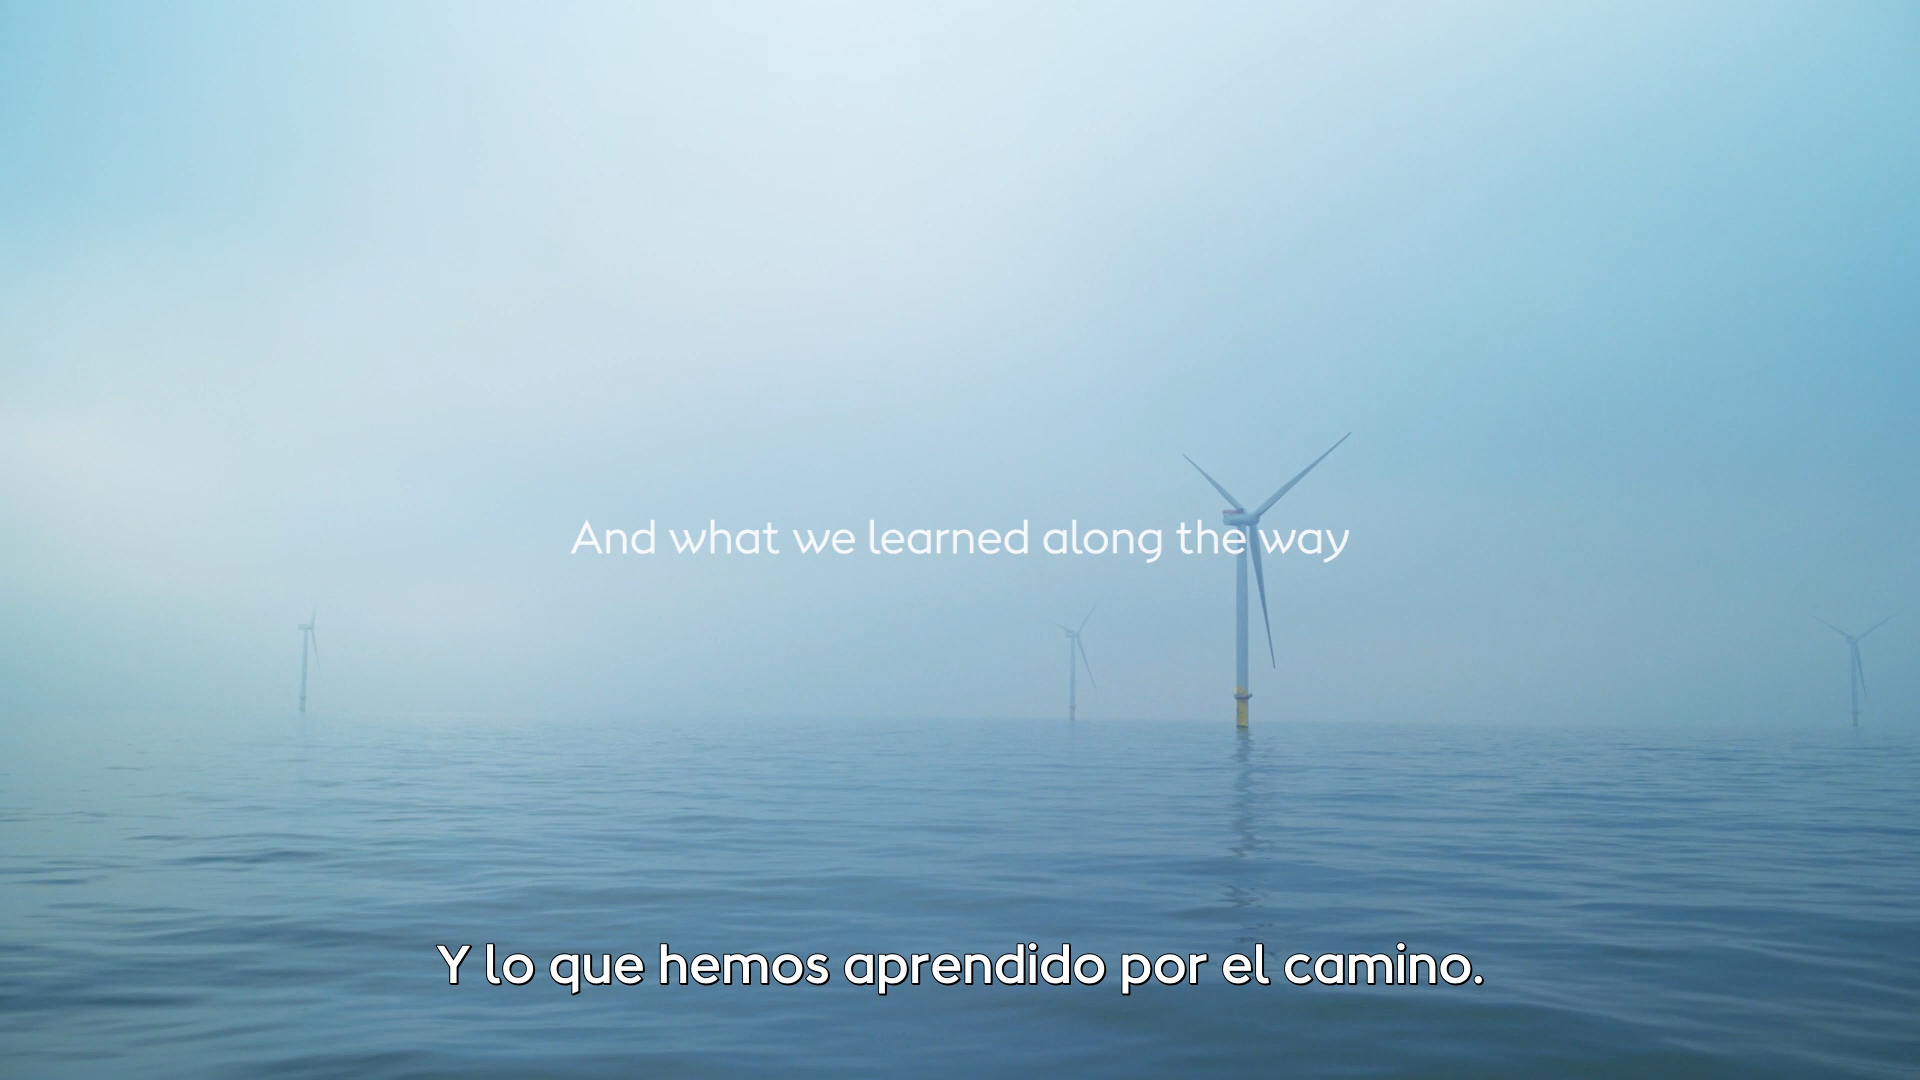 And what we learned along the way
Y lo que hemos aprendido por el camino.